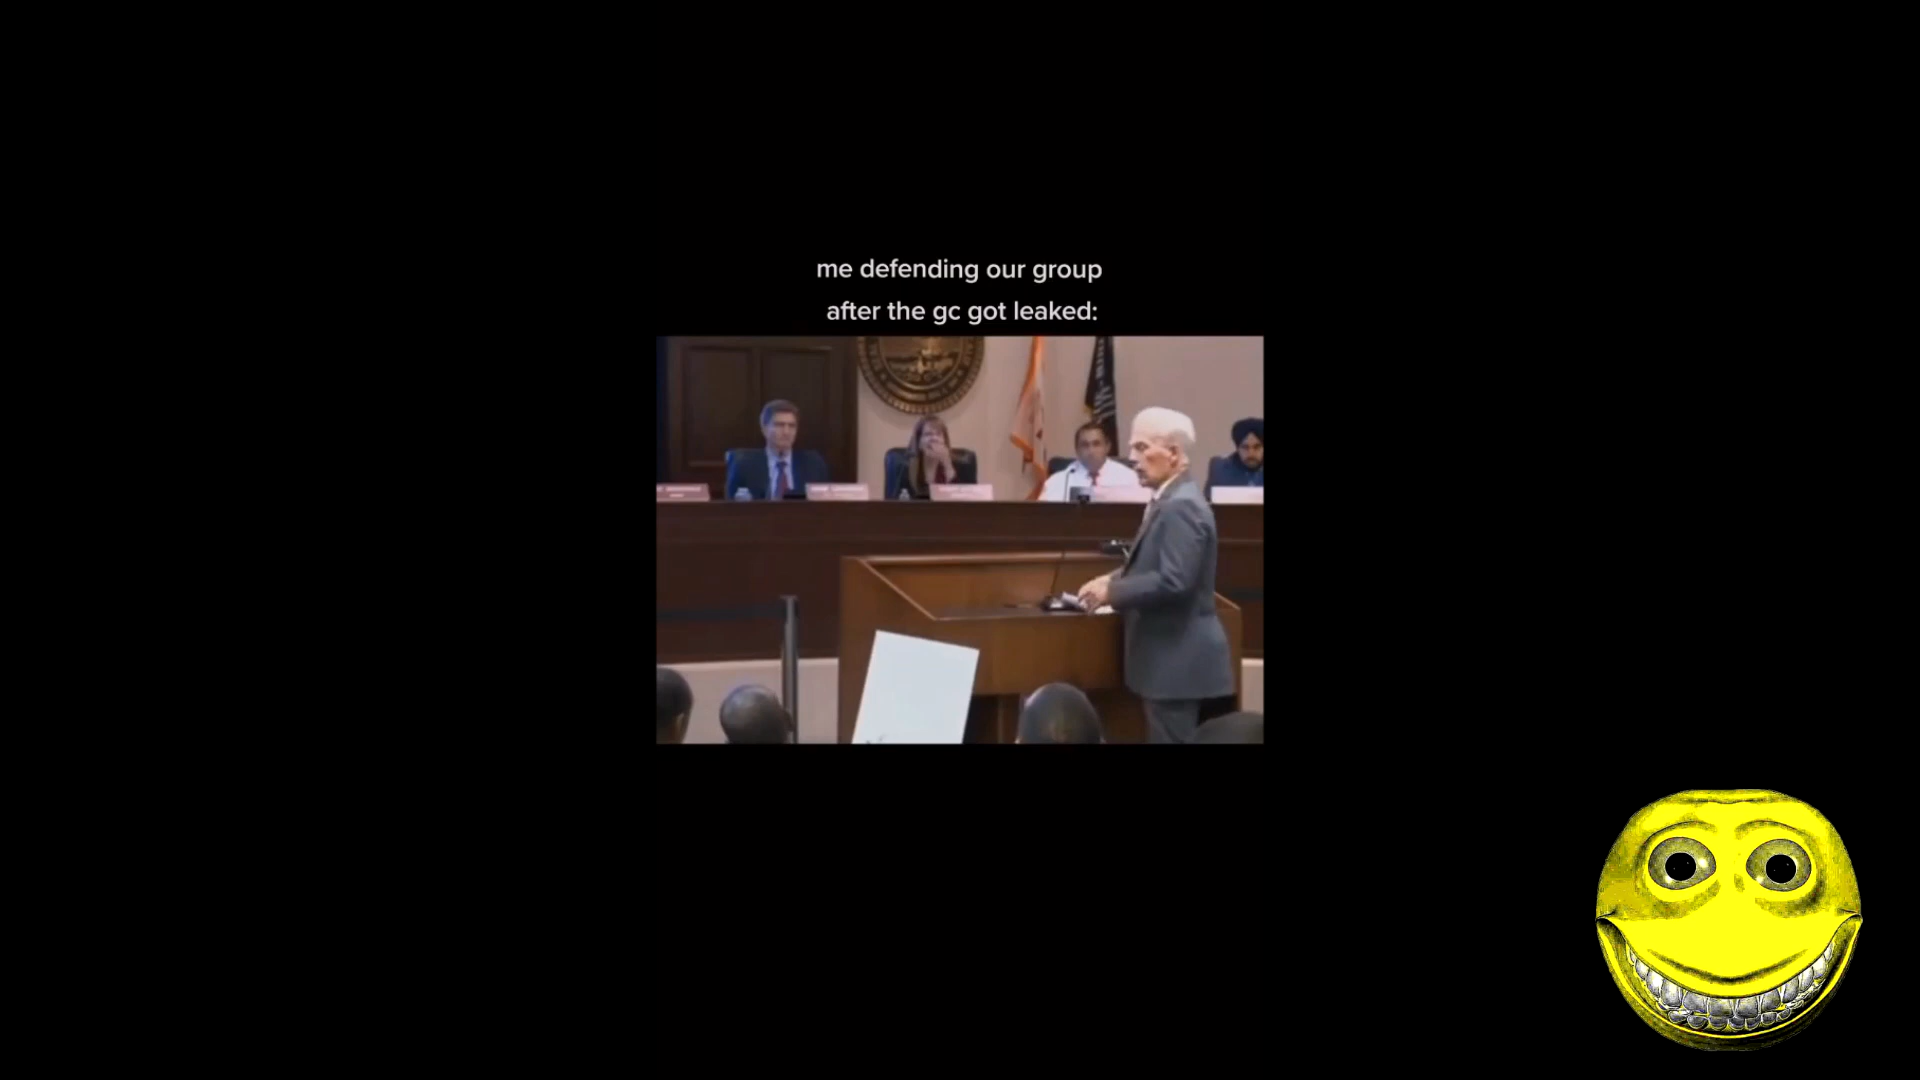 me defending our group
after the gc got leaked: